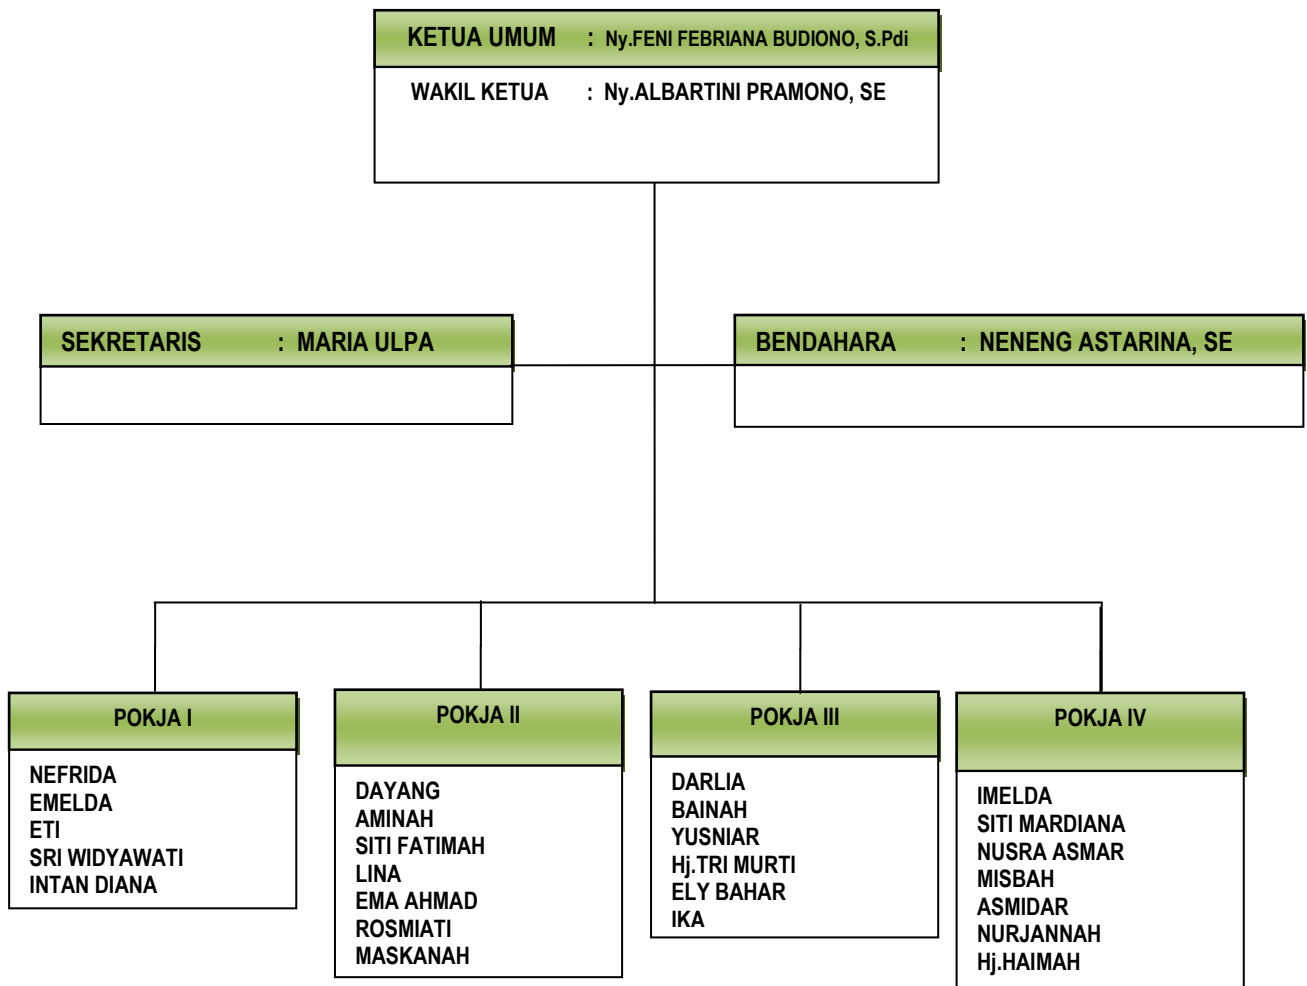 KETUA UMUM : Ny.FENI FEBRIANA BUDIONO, S.Pdi
WAKIL KETUA : Ny.ALBARTINI PRAMONO, SE
SEKRETARIS : MARIA ULPA
BENDAHARA : NENENG ASTARINA, SE
POKJA I
NEFRIDA
EMELDA
ETI
SRI WIDYAWATI
INTAN DIANA
POKJA II
DAYANG
AMINAH
SITI FATIMAH
LINA
EMA AHMAD
ROSMIATI
MASKANAH
POKJA III
DARLIA
BAINAH
YUSNIAR
Hj.TRI MURTI
ELY BAHAR
IKA
POKJA IV
IMELDA
SITI MARDIANA
NUSRA ASMAR
MISBAH
ASMIDAR
NURJANNAH
Hj.HAIMAH